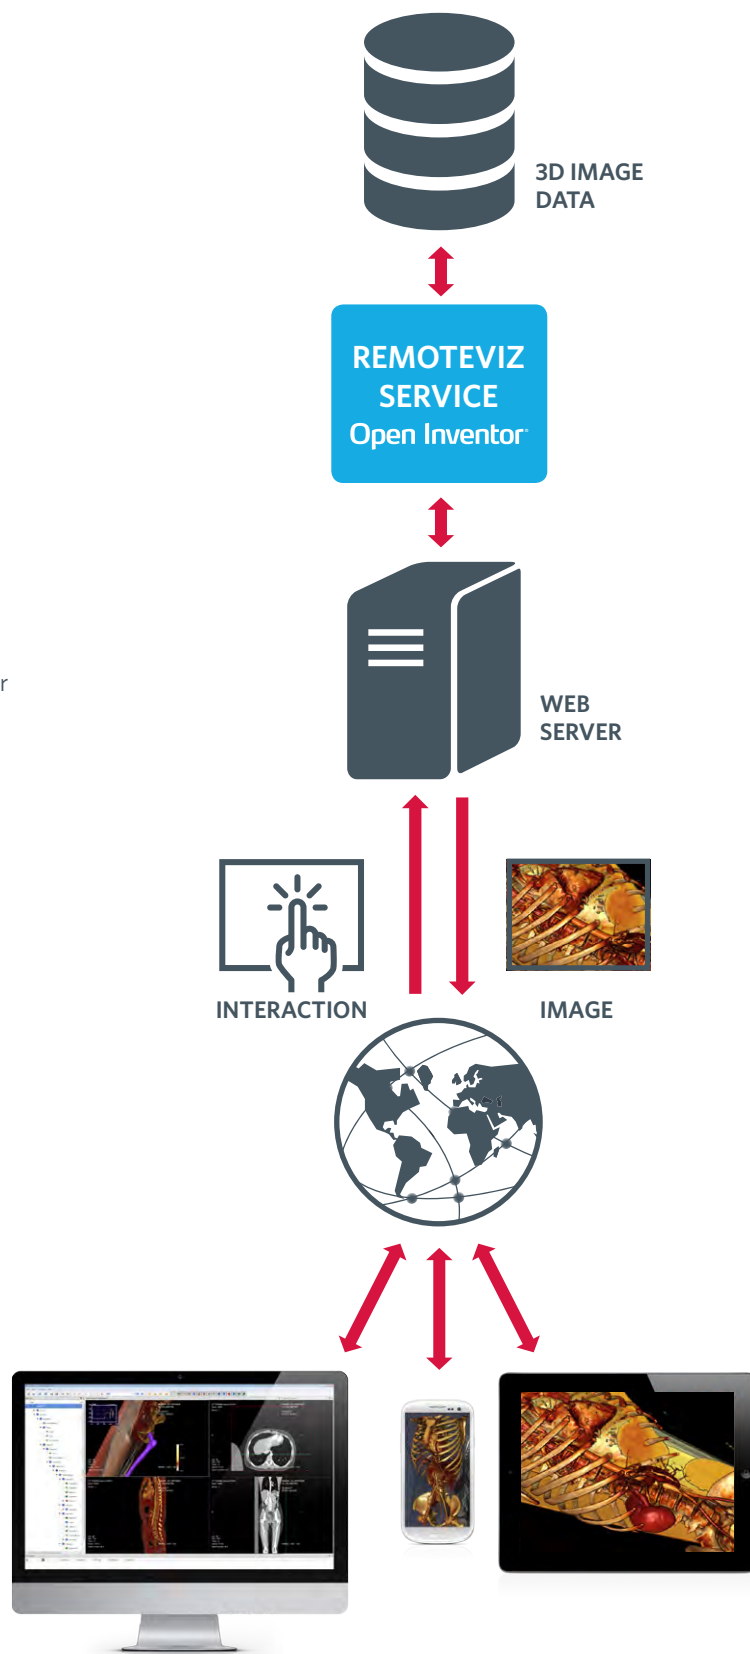 3D IMAGE
DATA
REMOTEVIZ
SERVICE
Open Inventor
r
WEB
SERVER
INTERACTION
IMAGE